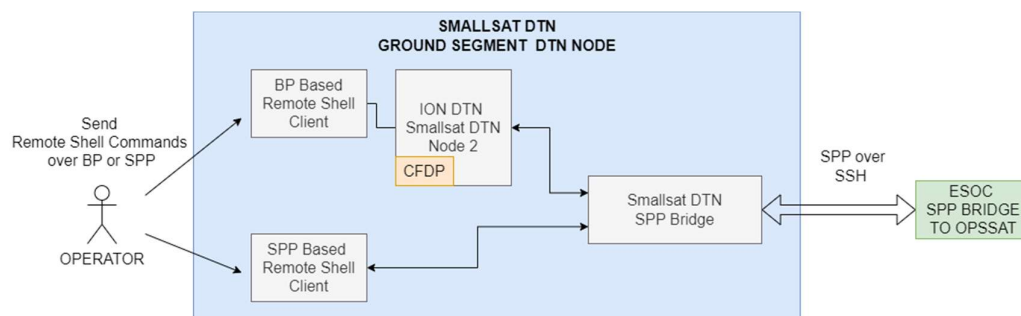 SMALLSAT DTN
GROUND SEGMENT DTN NODE
Send
Remote Shell Commands
over BP or SPP
OPERATOR
BP Based
Remote Shell
Client
ION DTN
Smallsat DTN
Node 2
CFDP
SPP Based
Remote Shell
Client
Smallsat DTN
SPP Bridge
SPP over
SSH
ESOC
SPP BRIDGE
TO OPSSAT